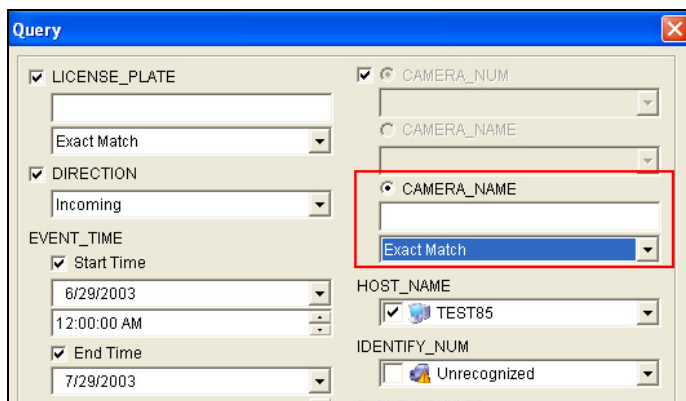 Query
LICENSE_PLATE
Exact Match
DIRECTION
Incoming
EVENT_TIME
Start Time
6/29/2003
12:00:00 AM
End Time
7/29/2003
CAMERA_NUM
CAMERA_NAME
CAMERA_NAME
Exact Match
HOST_NAME
TEST85
IDENTIFY_NUM
Unrecognized